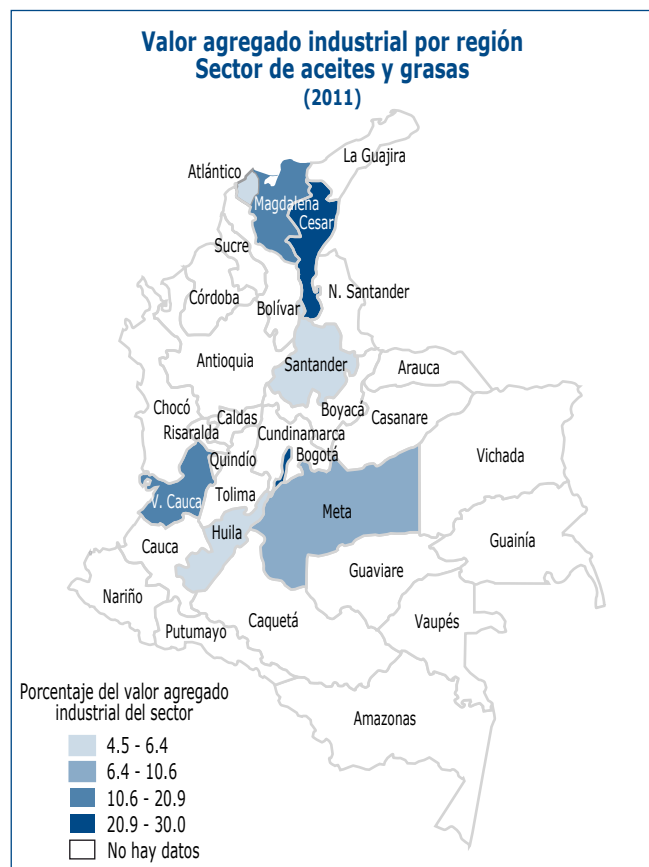 Valor agregado industrial por región
Sector de aceites y grasas
(2011)
La Guajira
Atlántico
Magdalena
Cesar
Sucre
N. Santander
Córdoba
Bolívar
Antioquia
Santander
Arauca
Chocó
Caldas
Boyacá
Casanare
Risaralda
Cundinamarca
Quindío
Bogotá
Vichada
V. Cauca
Tolima
Meta
Huila
Cauca
Guainía
Guaviare
Nariño
Caquetá
Vaupés
Putumayo
Porcentaje del valor agregado
industrial del sector
Amazonas
4.5 - 6.4
6.4 - 10.6
10.6 - 20.9
20.9 - 30.0
No hay datos